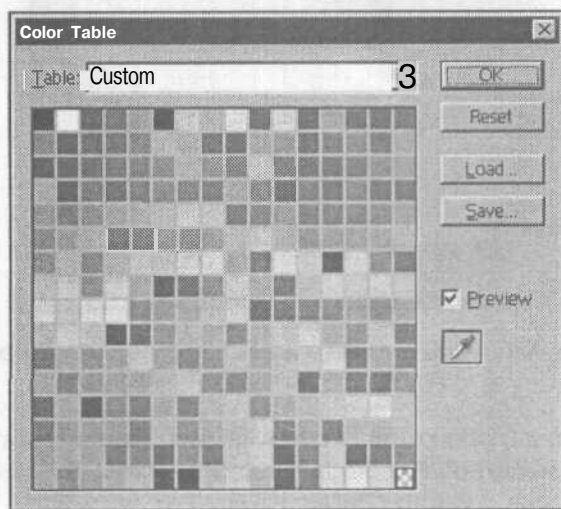 Color Table
Table: Custom 3
OK
Reset
Load...
Save...
Preview